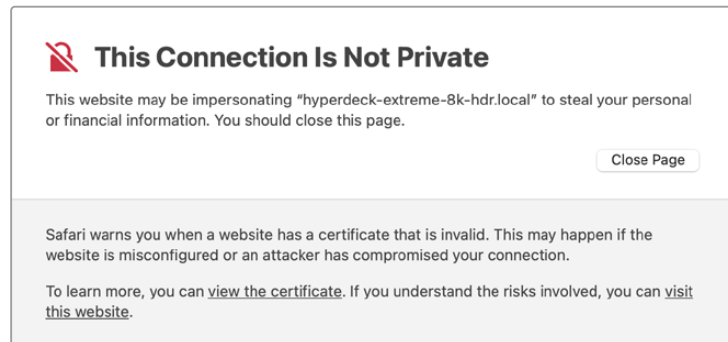 This Connection Is Not Private
This website may be impersonating “hyperdeck-extreme-8k-hdr.local” to steal your personal
or financial information. You should close this page.
Close Page
Safari warns you when a website has a certificate that is invalid. This may happen if the
website is misconfigured or an attacker has compromised your connection.
To learn more, you can view the certificate. If you understand the risks involved, you can visit
this website.